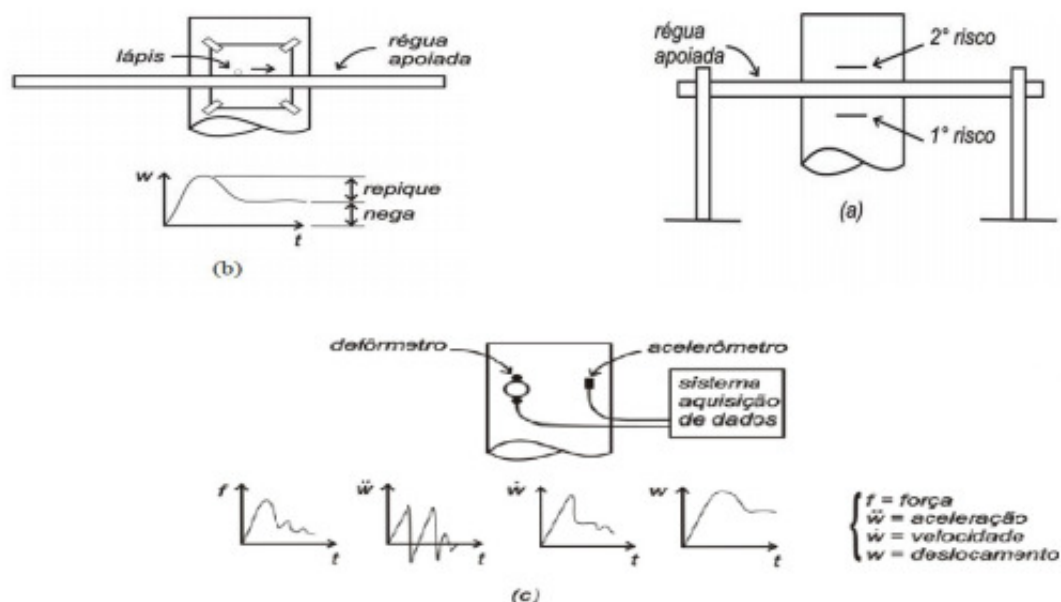 lápis
régua
apoiada
w
repique
nega
t
(b)
régua
apoiada
2° risco
1° risco
(a)
defôrmetro
acelerômetro
sistema
aquisição
de dados
f
t
ẅ
t
ẇ
t
w
t
f = força
ẅ = aceleração
ẇ = velocidade
w = deslocamento
(c)